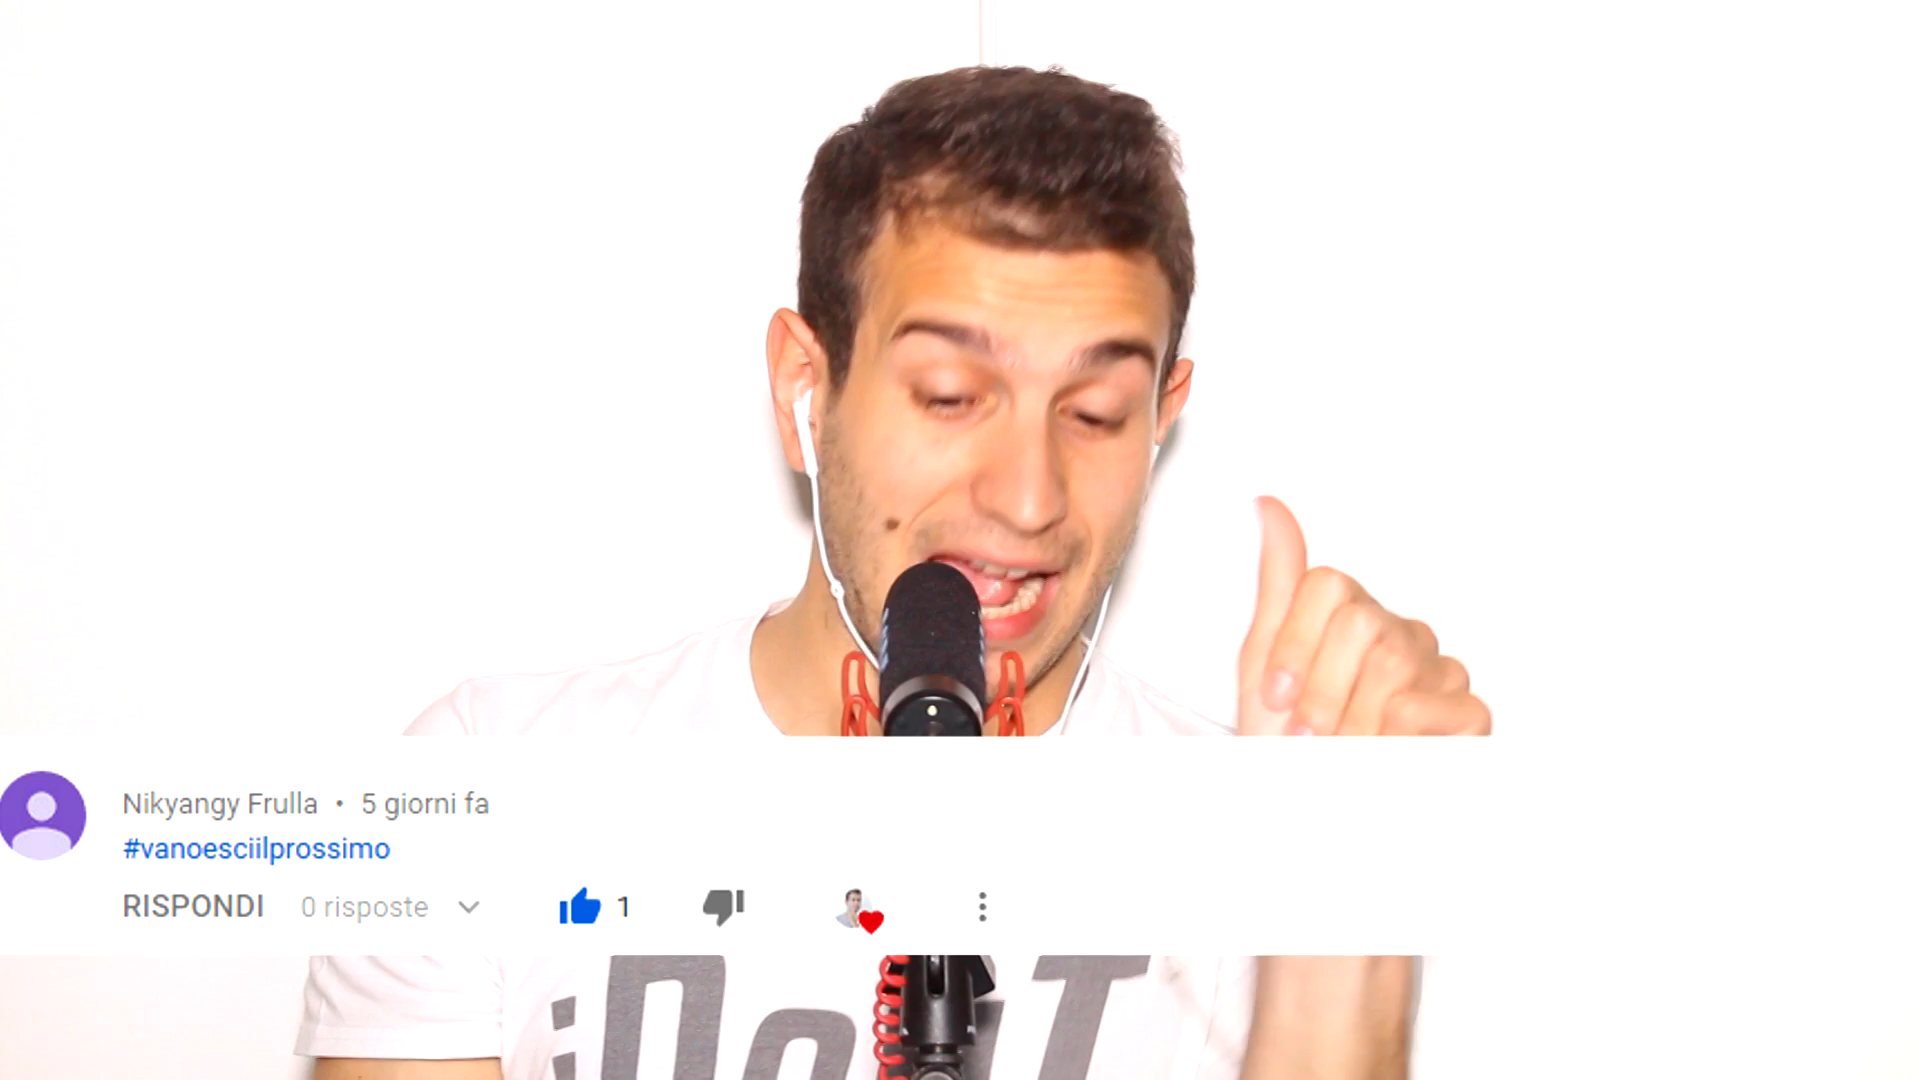 Nikyangy Frulla • 5 giorni fa
#vanoesciilprossimo
RISPONDI 0 risposte 1